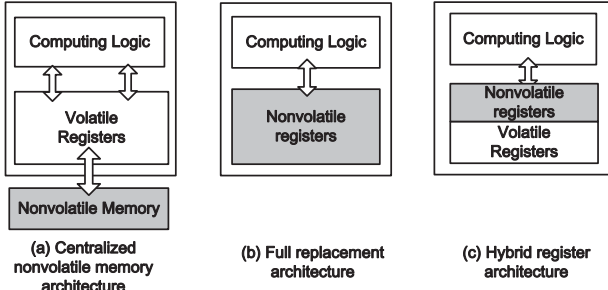 Computing Logic
Volatile
Registers
Nonvolatile Memory
(a) Centralized
nonvolatile memory
architecture
Computing Logic
Nonvolatile
registers
(b) Full replacement
architecture
Computing Logic
Nonvolatile
registers
Volatile
Registers
(c) Hybrid register
architecture